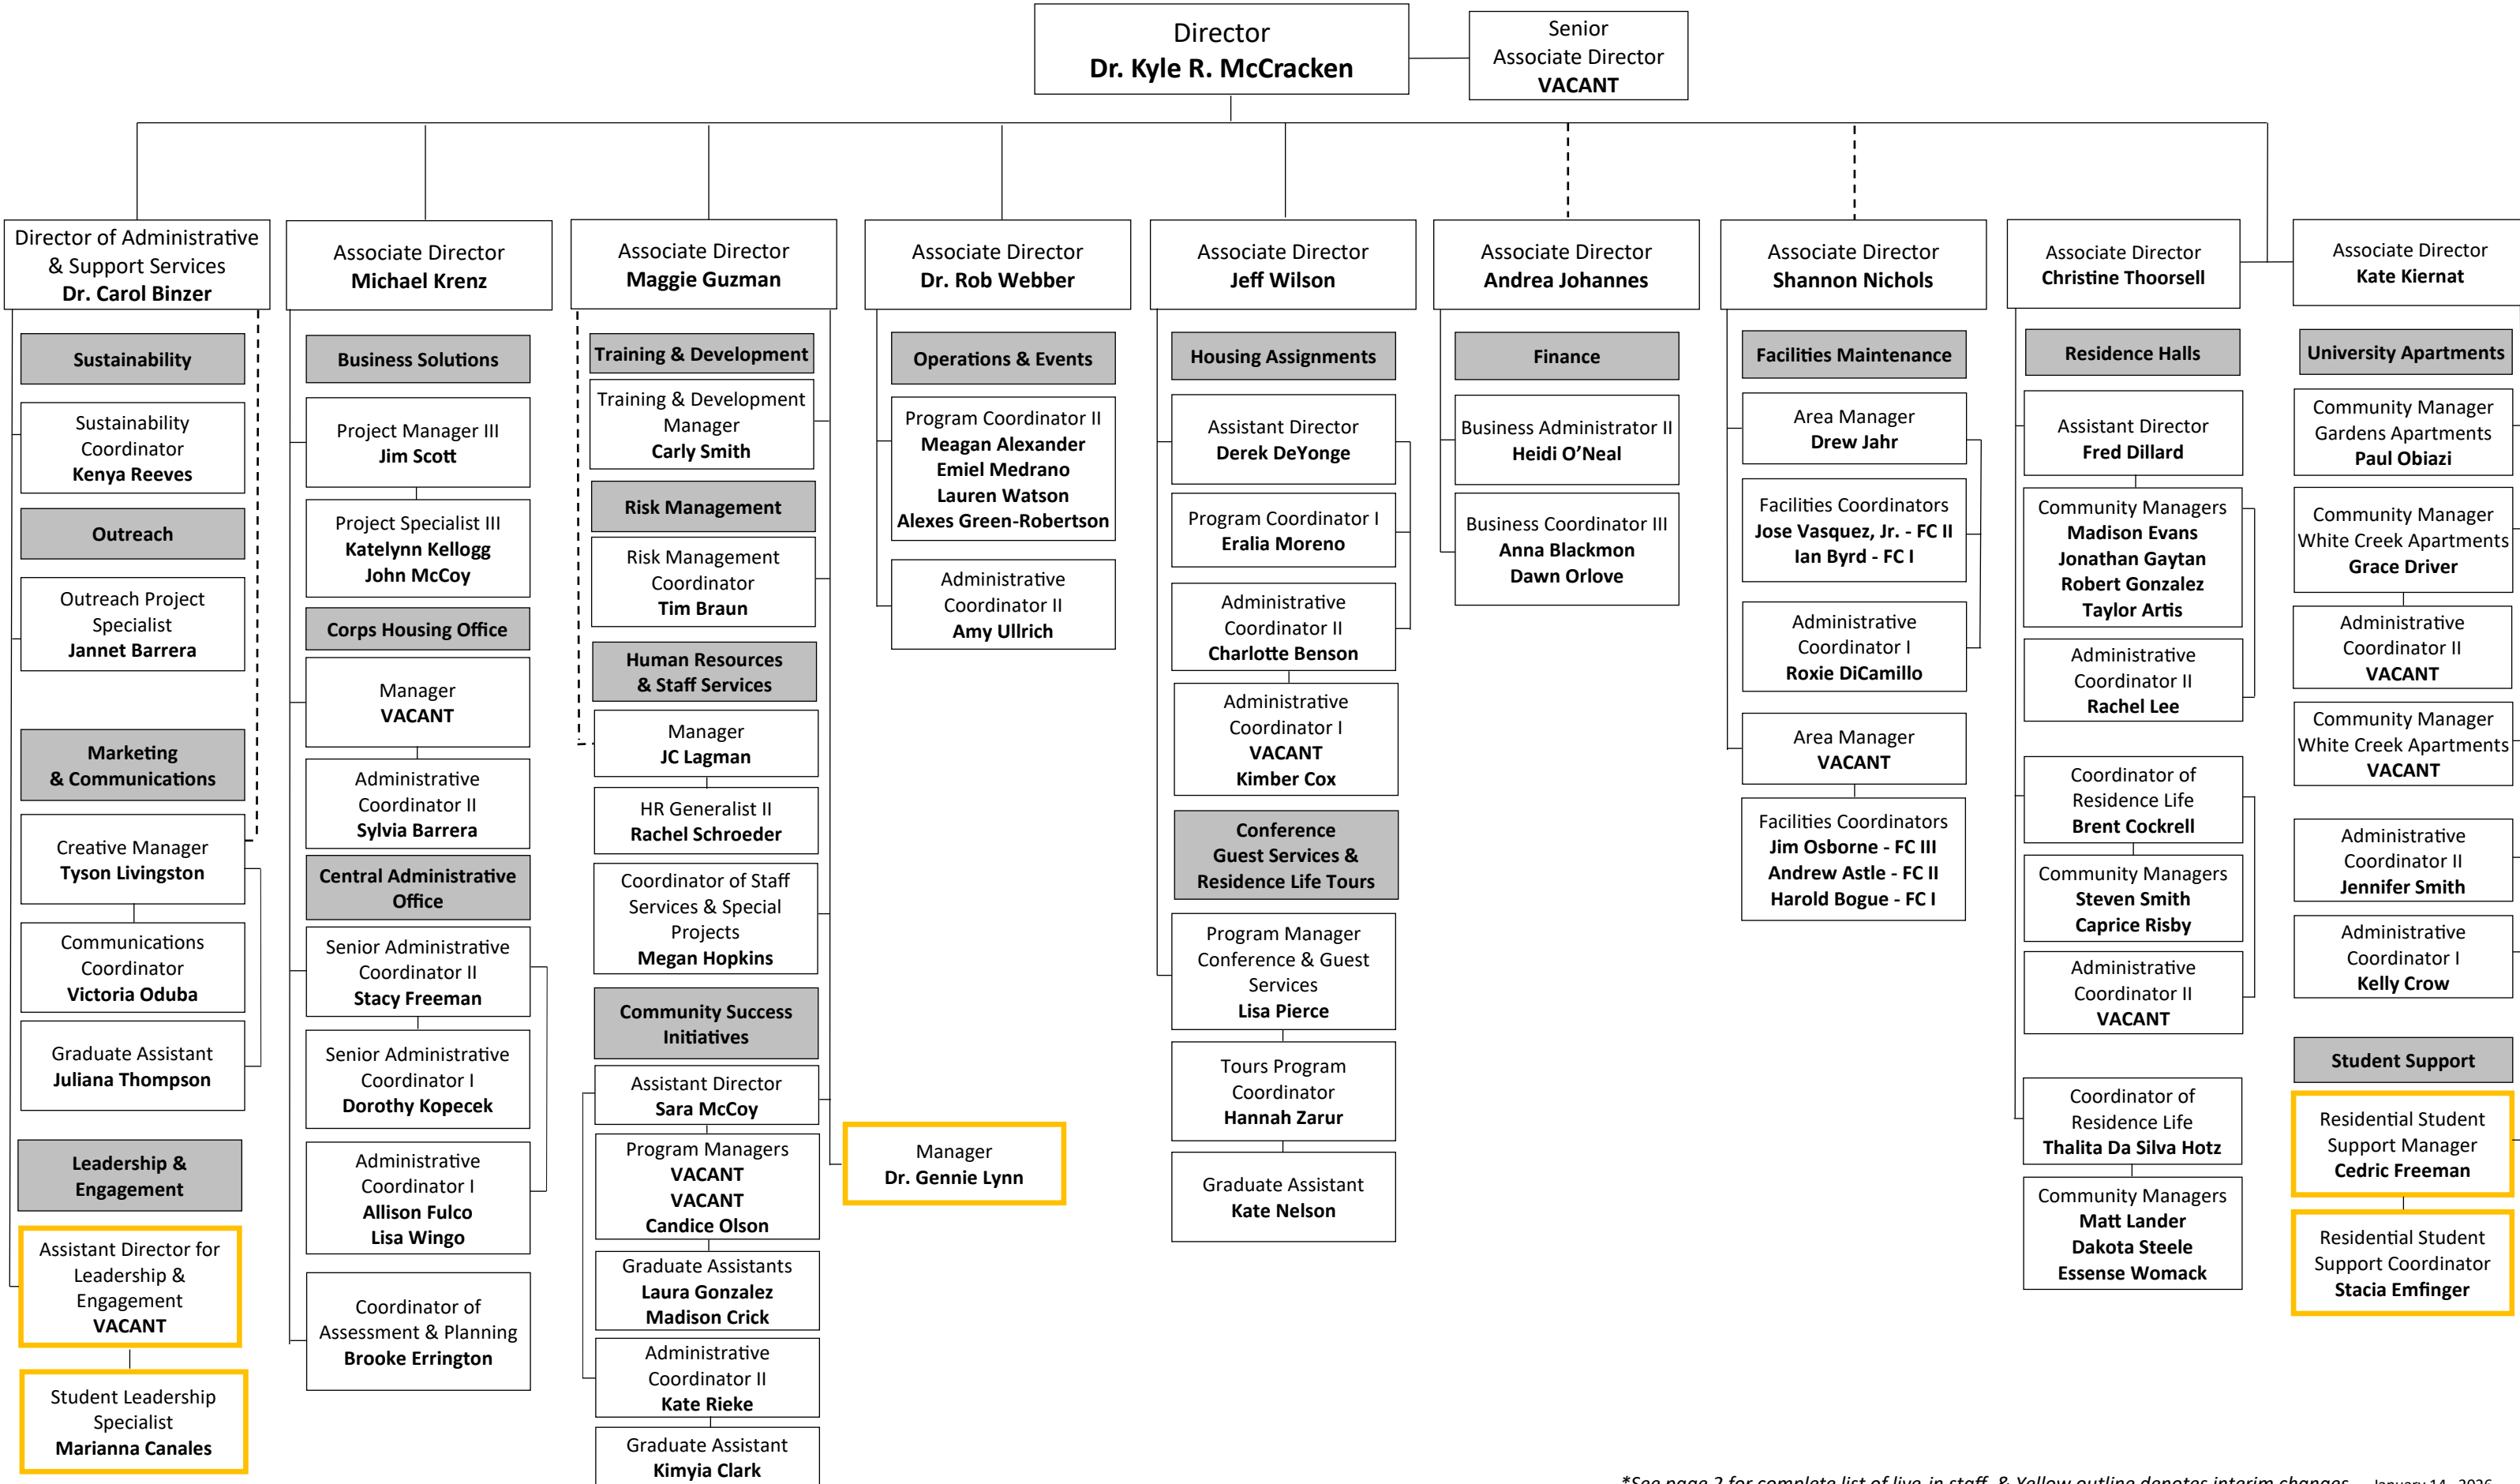 Director
Dr. Kyle R. McCracken
Senior
Associate Director
VACANT
Director of Administrative
& Support Services
Dr. Carol Binzer
Sustainability
Sustainability
Coordinator
Kenya Reeves
Outreach
Outreach Project
Specialist
Jannet Barrera
Marketing
& Communications
Creative Manager
Tyson Livingston
Communications
Coordinator
Victoria Oduba
Graduate Assistant
Juliana Thompson
Leadership &
Engagement
Assistant Director for
Leadership &
Engagement
VACANT
Student Leadership
Specialist
Marianna Canales
Associate Director
Michael Krenz
Business Solutions
Project Manager III
Jim Scott
Project Specialist III
Katelynn Kellogg
John McCoy
Corps Housing Office
Manager
VACANT
Administrative
Coordinator II
Sylvia Barrera
Central Administrative
Office
Senior Administrative
Coordinator II
Stacy Freeman
Senior Administrative
Coordinator I
Dorothy Kopecek
Administrative
Coordinator I
Allison Fulco
Lisa Wingo
Coordinator of
Assessment & Planning
Brooke Errington
Associate Director
Maggie Guzman
Training & Development
Training & Development
Manager
Carly Smith
Risk Management
Risk Management
Coordinator
Tim Braun
Human Resources
& Staff Services
Manager
JC Lagman
HR Generalist II
Rachel Schroeder
Coordinator of Staff
Services & Special
Projects
Megan Hopkins
Community Success
Initiatives
Assistant Director
Sara McCoy
Program Managers
VACANT
VACANT
Candice Olson
Graduate Assistants
Laura Gonzalez
Madison Crick
Administrative
Coordinator II
Kate Rieke
Graduate Assistant
Kimyia Clark
Manager
Dr. Gennie Lynn
Associate Director
Dr. Rob Webber
Operations & Events
Program Coordinator II
Meagan Alexander
Emiel Medrano
Lauren Watson
Alexes Green-Robertson
Administrative
Coordinator II
Amy Ullrich
Associate Director
Jeff Wilson
Housing Assignments
Assistant Director
Derek DeYonge
Program Coordinator I
Eralia Moreno
Administrative
Coordinator II
Charlotte Benson
Administrative
Coordinator I
VACANT
Kimber Cox
Conference
Guest Services &
Residence Life Tours
Program Manager
Conference & Guest
Services
Lisa Pierce
Tours Program
Coordinator
Hannah Zarur
Graduate Assistant
Kate Nelson
Associate Director
Andrea Johannes
Finance
Business Administrator II
Heidi O’Neal
Business Coordinator III
Anna Blackmon
Dawn Orlove
Associate Director
Shannon Nichols
Facilities Maintenance
Area Manager
Drew Jahr
Facilities Coordinators
Jose Vasquez, Jr. - FC II
Ian Byrd - FC I
Administrative
Coordinator I
Roxie DiCamillo
Area Manager
VACANT
Facilities Coordinators
Jim Osborne - FC III
Andrew Astle - FC II
Harold Bogue - FC I
Associate Director
Christine Thoorsell
Residence Halls
Assistant Director
Fred Dillard
Community Managers
Madison Evans
Jonathan Gaytan
Robert Gonzalez
Taylor Artis
Administrative
Coordinator II
Rachel Lee
Coordinator of
Residence Life
Brent Cockrell
Community Managers
Steven Smith
Caprice Risby
Administrative
Coordinator II
VACANT
Coordinator of
Residence Life
Thalita Da Silva Hotz
Community Managers
Matt Lander
Dakota Steele
Essense Womack
Associate Director
Kate Kiernat
University Apartments
Community Manager
Gardens Apartments
Paul Obiazi
Community Manager
White Creek Apartments
Grace Driver
Administrative
Coordinator II
VACANT
Community Manager
White Creek Apartments
VACANT
Administrative
Coordinator II
Jennifer Smith
Administrative
Coordinator I
Kelly Crow
Student Support
Residential Student
Support Manager
Cedric Freeman
Residential Student
Support Coordinator
Stacia Emfinger
*See page 2 for complete list of live-in staff & Yellow outline denotes interim changes January 14, 2026